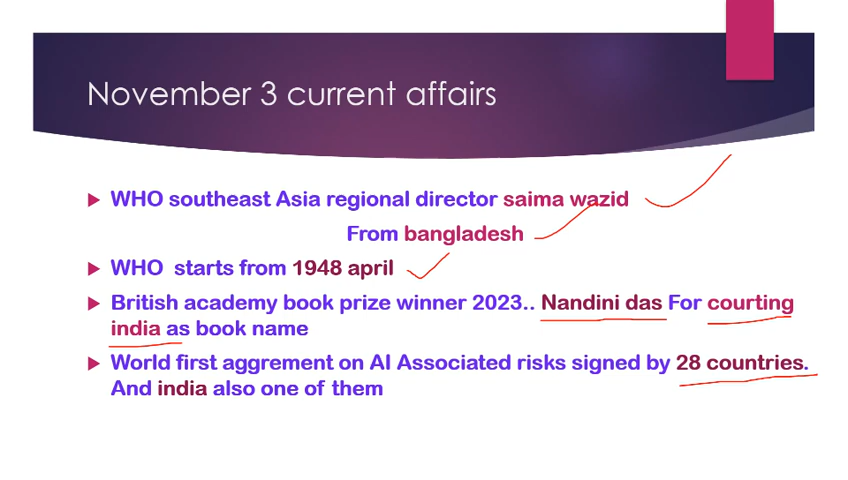 November 3 current affairs
WHO southeast Asia regional director saima wazid
From bangladesh
WHO starts from 1948 april
British academy book prize winner 2023.. Nandini das For courting
india as book name
World first aggrement on AI Associated risks signed by 28 countries.
And india also one of them